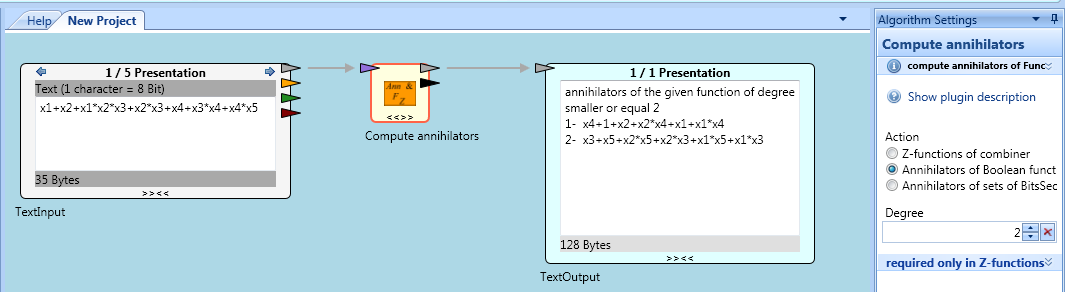 Help
New Project
1 / 5 Presentation
Text (1 character = 8 Bit)
x1+x2+x1*x2*x3+x2*x3+x4+x3*x4+x4*x5
35 Bytes
>><<
TextInput
Ann &
F Z
<<>>
Compute annihilators
1 / 1 Presentation
annihilators of the given function of degree
smaller or equal 2
1- x4+1+x2+x2*x4+x1+x1*x4
2- x3+x5+x2*x5+x2*x3+x1*x5+x1*x3
128 Bytes
>><<
TextOutput
Algorithm Settings
Compute annihilators
compute annihilators of Func
Show plugin description
Action
Z-functions of combiner
Annihilators of Boolean funct
Annihilators of sets of BitsSec
Degree
2
required only in Z-functions